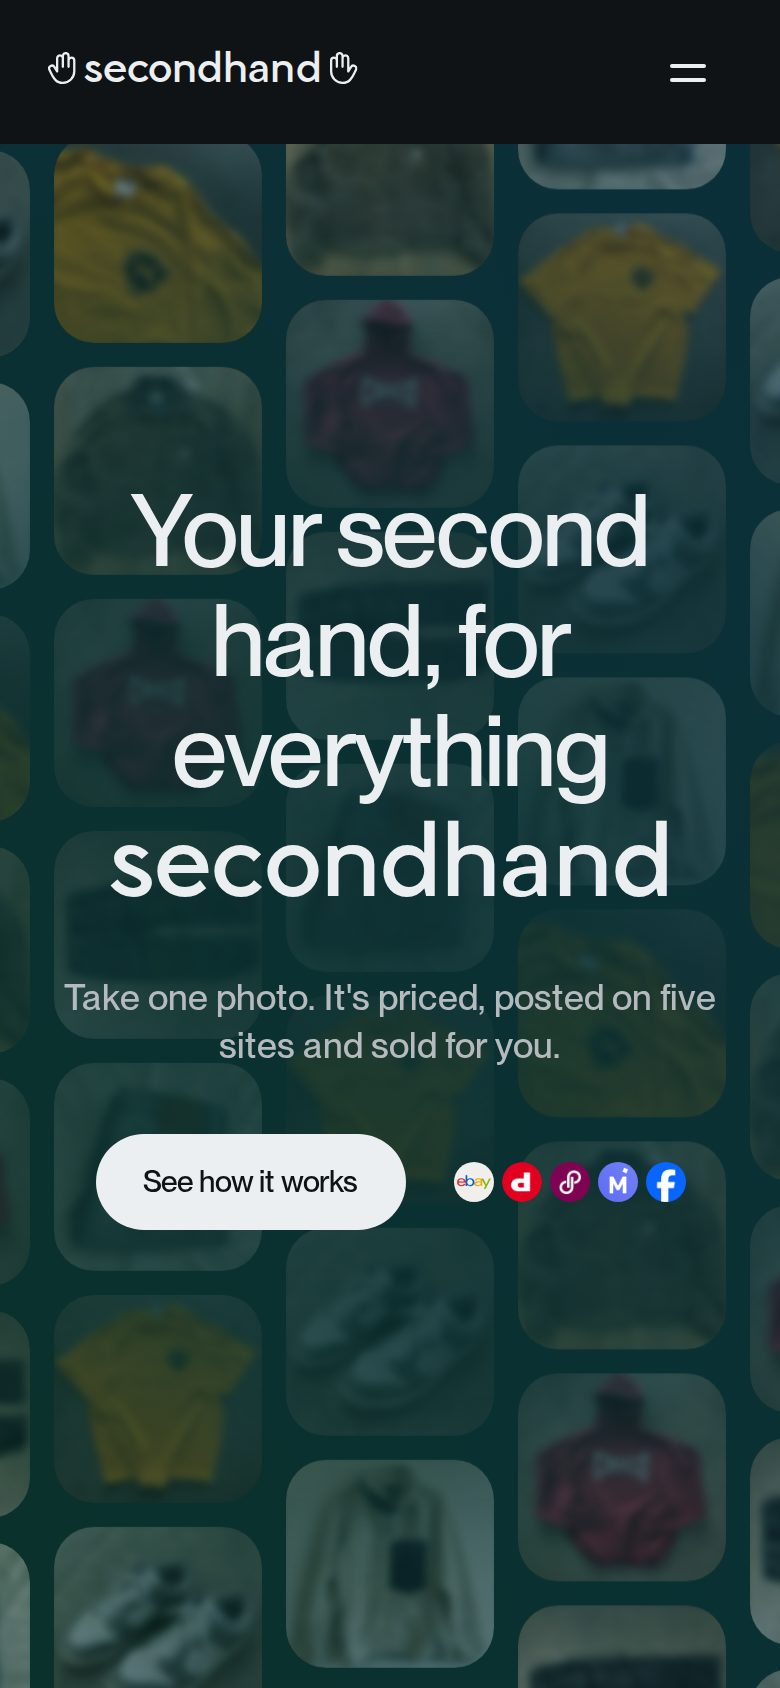 secondhand
Your second
hand, for
everything
secondhand
Take one photo. It's priced, posted on five
sites and sold for you.
See how it works
ebay